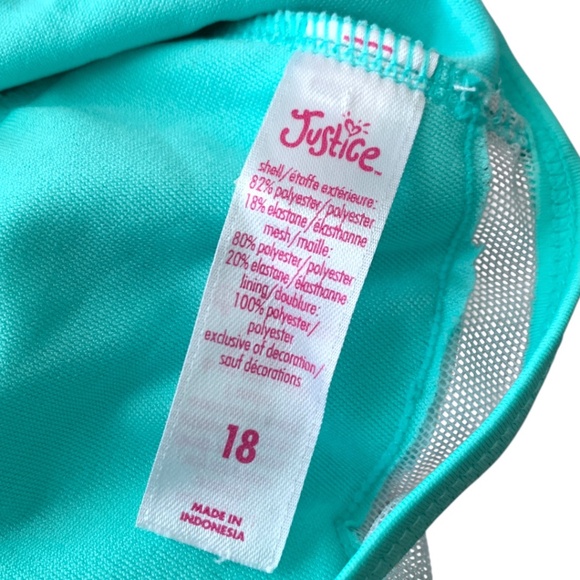 Justice™
shell/étoffe extérieure:
82% polyester/polyester
18% elastane/élasthanne
mesh/maille:
80% polyester/polyester
20% elastane/élasthanne
lining/doublure:
100% polyester/
polyester
exclusive of decoration/
sauf décorations
18
MADE IN
INDONESIA